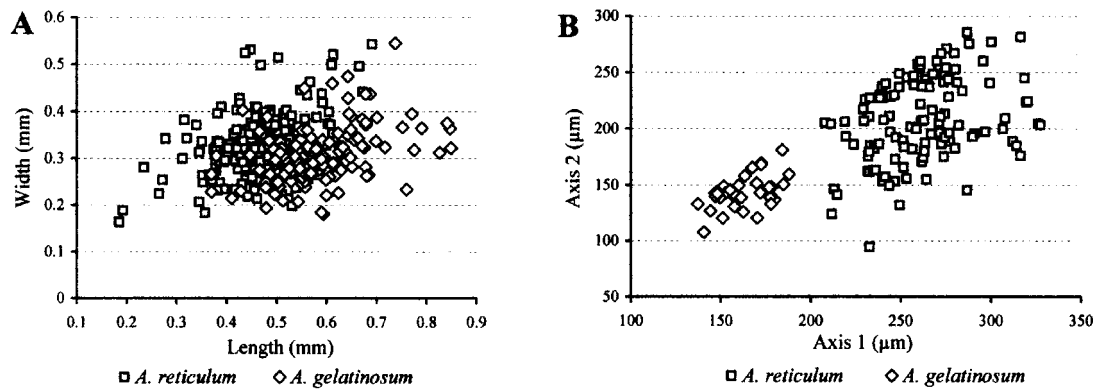 A
Width (mm)
0.6
0.5
0.4
0.3
0.2
0.1
0
0.1 0.2 0.3 0.4 0.5 0.6 0.7 0.8 0.9
Length (mm)
A. reticulum A. gelatinosum
B
Axis 2 (µm)
300
250
200
150
100
50
100 150 200 250 300 350
Axis 1 (µm)
A. reticulum A. gelatinosum